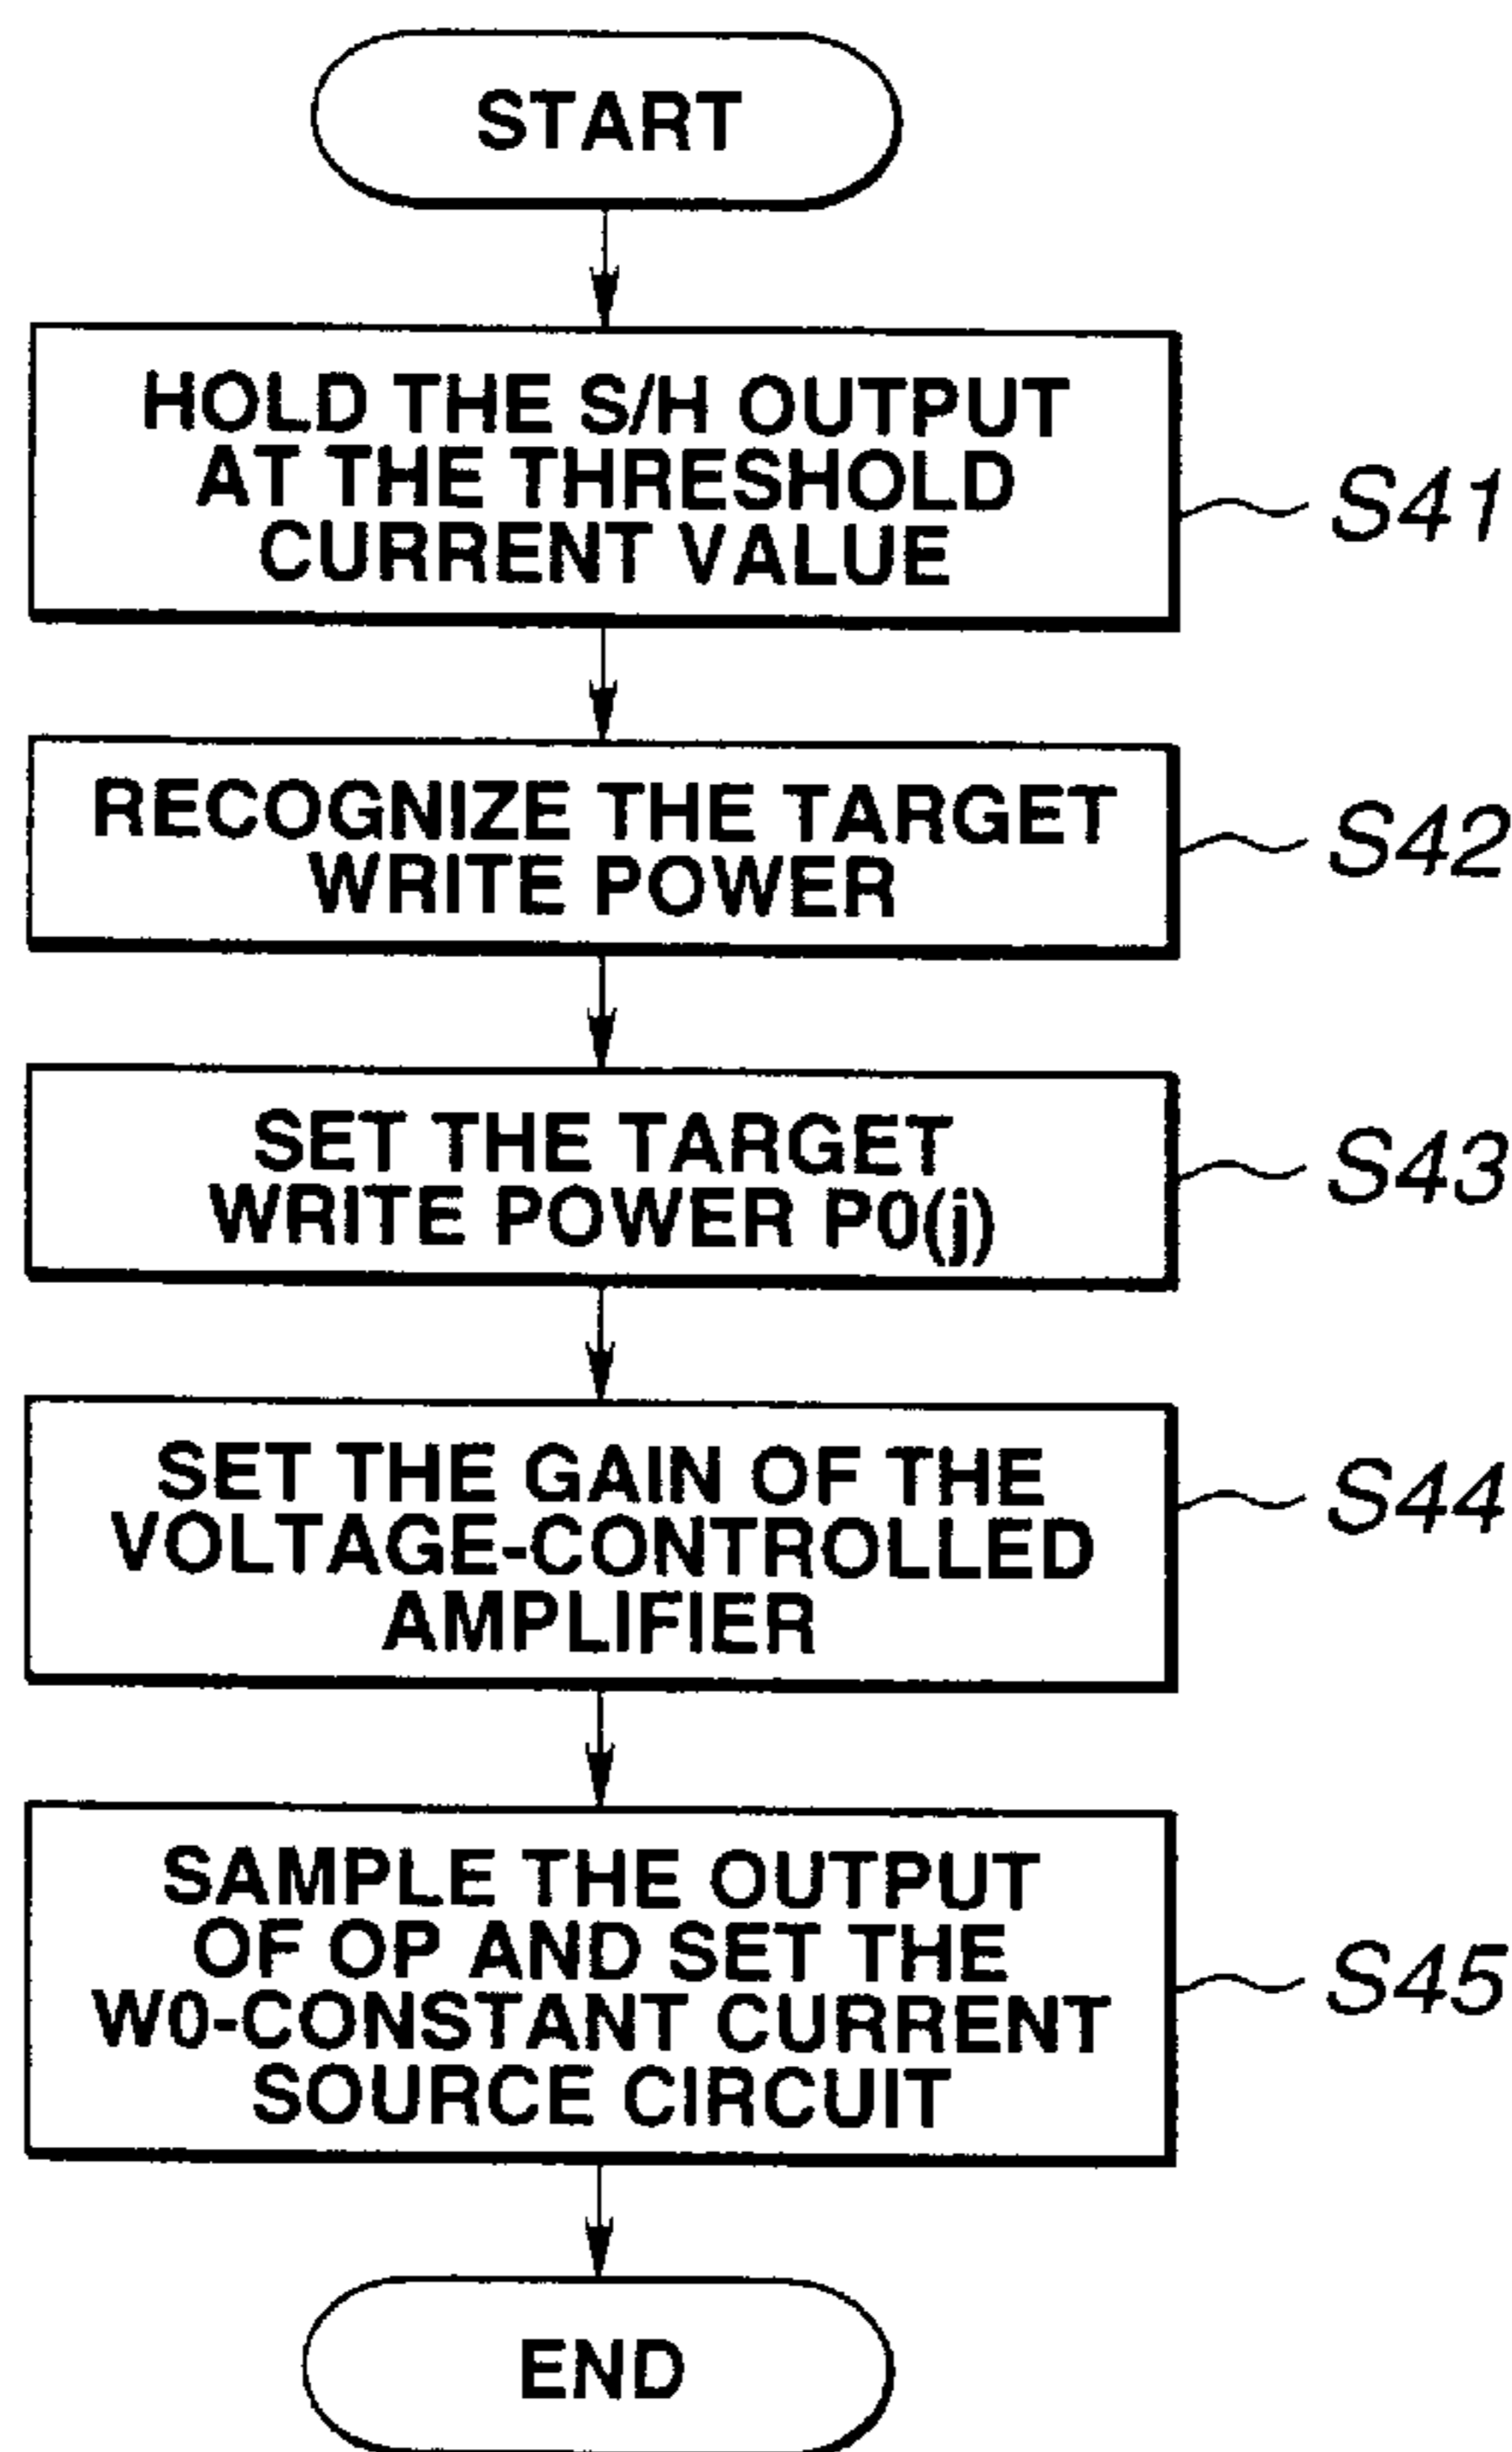 START
HOLD THE S/H OUTPUT
AT THE THRESHOLD
CURRENT VALUE
S41
RECOGNIZE THE TARGET
WRITE POWER
S42
SET THE TARGET
WRITE POWER P0(j)
S43
SET THE GAIN OF THE
VOLTAGE-CONTROLLED
AMPLIFIER
S44
SAMPLE THE OUTPUT
OF OP AND SET THE
W0-CONSTANT CURRENT
SOURCE CIRCUIT
S45
END